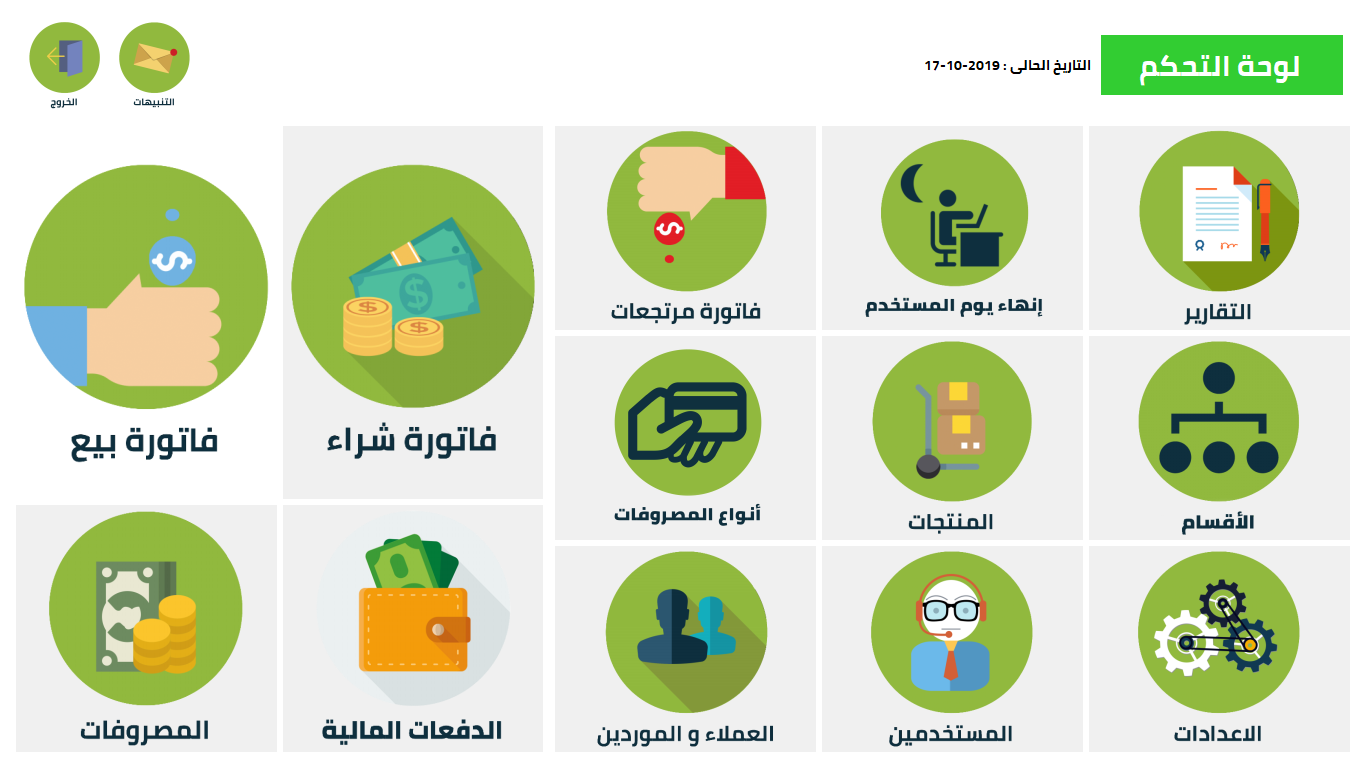 لوحة التحكم
التاريخ الحالى : 2019-10-17
التنبيهات
الخروج
التقارير
إنهاء يوم المستخدم
فاتورة مرتجعات
فاتورة شراء
فاتورة بيع
الأقسام
المنتجات
أنواع المصروفات
الاعدادات
المستخدمين
العملاء و الموردين
الدفعات المالية
المصروفات